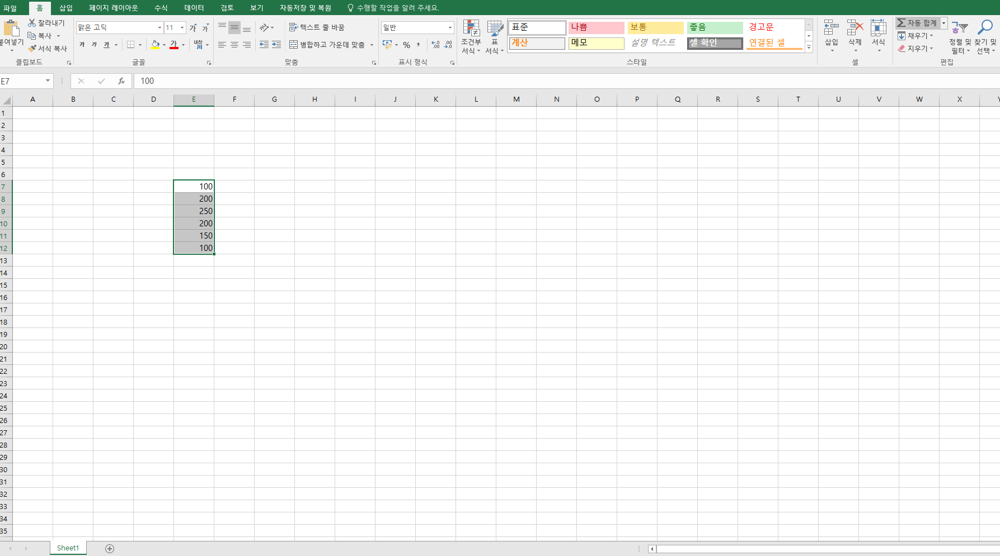 파일 홈 삽입 페이지 레이아웃 수식 데이터 검토 보기 자동저장 및 복원 수행할 작업을 알려 주세요.
잘라내기
복사
서식 복사
클립보드
맑은 고딕 11 가 가
가 가 가 가 내천
글꼴
텍스트 줄 바꿈
병합하고 가운데 맞춤
맞춤
일반
% , .00 .00
표시 형식
조건부 서식
표 서식
표준 나쁨 보통 좋음 경고문
계산 메모 설명 텍스트 셀 확인 연결된 셀
스타일
삽입 삭제 서식
셀
Σ 자동 합계
채우기
지우기
정렬 및 필터
찾기 및 선택
편집
E7 fx 100
A B C D E F G H I J K L M N O P Q R S T U V W X
1
2
3
4
5
6
7 100
8 200
9 250
10 200
11 150
12 100
13
14
15
16
17
18
19
20
21
22
23
24
25
26
27
28
29
30
31
32
33
34
35
Sheet1